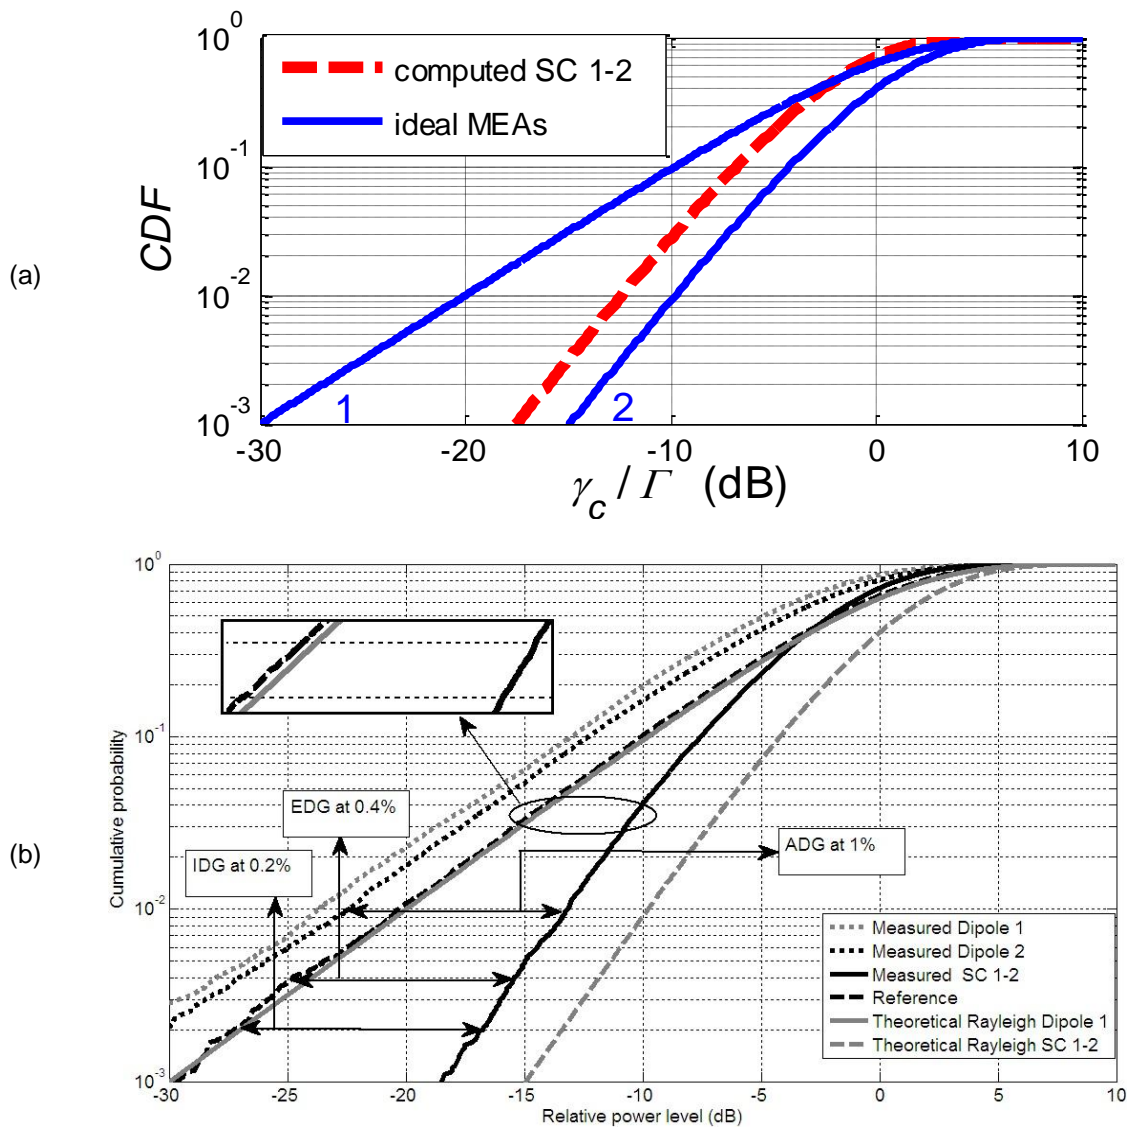 (a)
10^0
10^-1
10^-2
10^-3
CDF
computed SC 1-2
ideal MEAs
1
2
-30 -20 -10 0 10
γ_c / Γ (dB)
(b)
10^0
10^-1
10^-2
10^-3
Cumulative probability
EDG at 0.4%
IDG at 0.2%
ADG at 1%
Measured Dipole 1
Measured Dipole 2
Measured SC 1-2
Reference
Theoretical Rayleigh Dipole 1
Theoretical Rayleigh SC 1-2
-30 -25 -20 -15 -10 -5 0 5 10
Relative power level (dB)